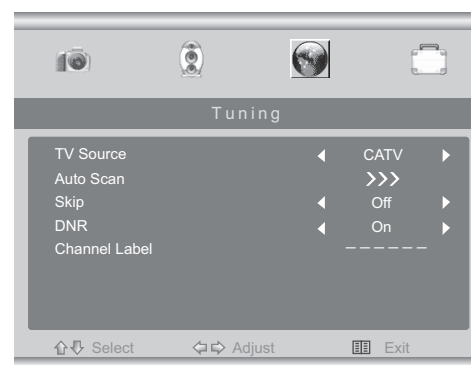 Tuning
TV Source CATV
Auto Scan >>>
Skip Off
DNR On
Channel Label ------
Select Adjust Exit